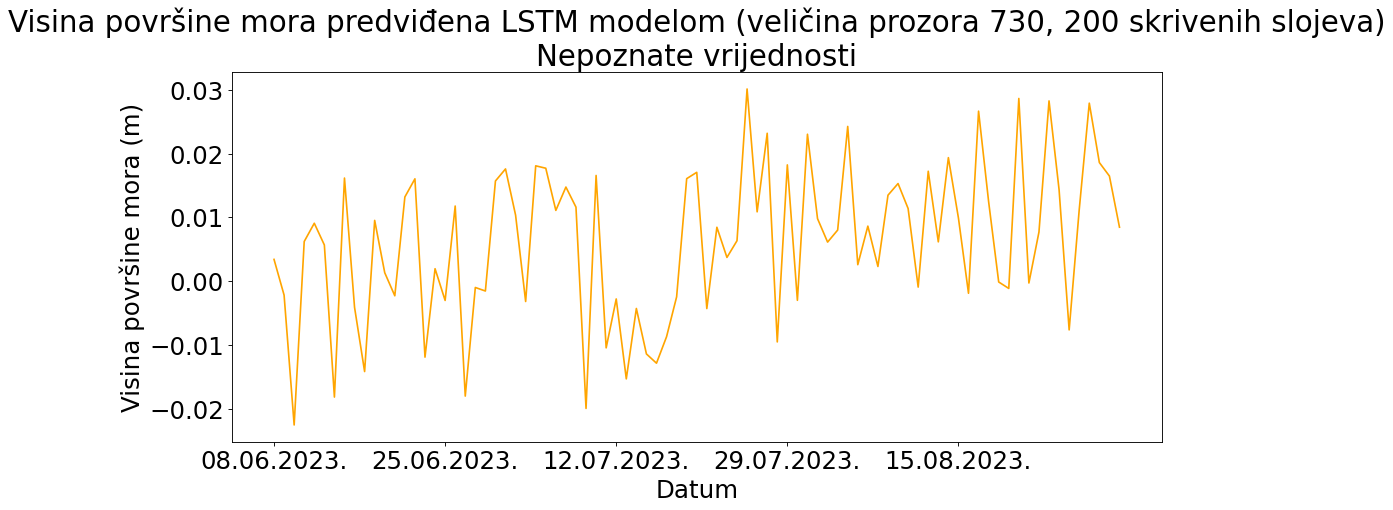 Visina površine mora predviđena LSTM modelom (veličina prozora 730, 200 skrivenih slojeva)
Nepoznate vrijednosti
Visina površine mora (m)
0.03
0.02
0.01
0.00
−0.01
−0.02
08.06.2023. 25.06.2023. 12.07.2023. 29.07.2023. 15.08.2023.
Datum